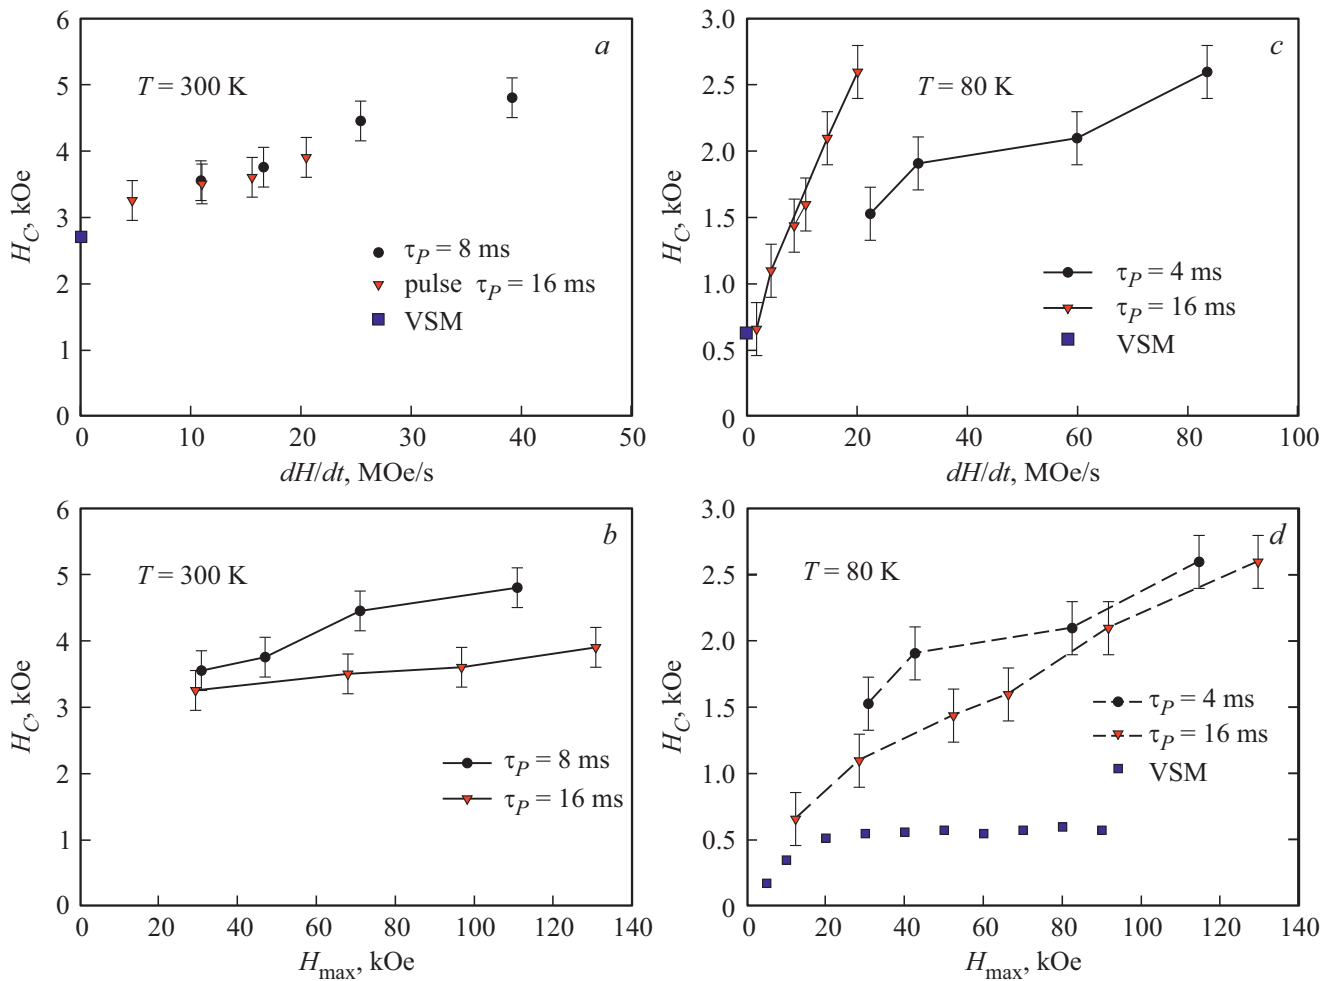 6
5
4
3
2
1
0
H_C, kOe
a
T = 300 K
τ_P = 8 ms
pulse τ_P = 16 ms
VSM
0 10 20 30 40 50
dH/dt, MOe/s
3.0
2.5
2.0
1.5
1.0
0.5
0
H_C, kOe
c
T = 80 K
τ_P = 4 ms
τ_P = 16 ms
VSM
0 20 40 60 80 100
dH/dt, MOe/s
6
5
4
3
2
1
0
H_C, kOe
b
T = 300 K
τ_P = 8 ms
τ_P = 16 ms
0 20 40 60 80 100 120 140
H_max, kOe
3.0
2.5
2.0
1.5
1.0
0.5
0
H_C, kOe
d
T = 80 K
τ_P = 4 ms
τ_P = 16 ms
VSM
0 20 40 60 80 100 120 140
H_max, kOe